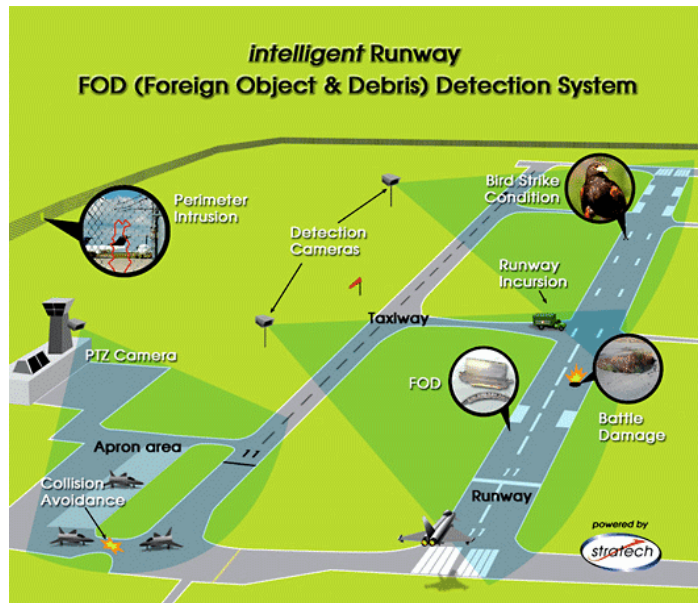 intelligent Runway
FOD (Foreign Object & Debris) Detection System
Perimeter
Intrusion
Bird Strike
Condition
Detection
Cameras
Runway
Incursion
Taxiway
PTZ Camera
FOD
Battle
Damage
Apron area
Collision
Avoidance
Runway
powered by
stratech